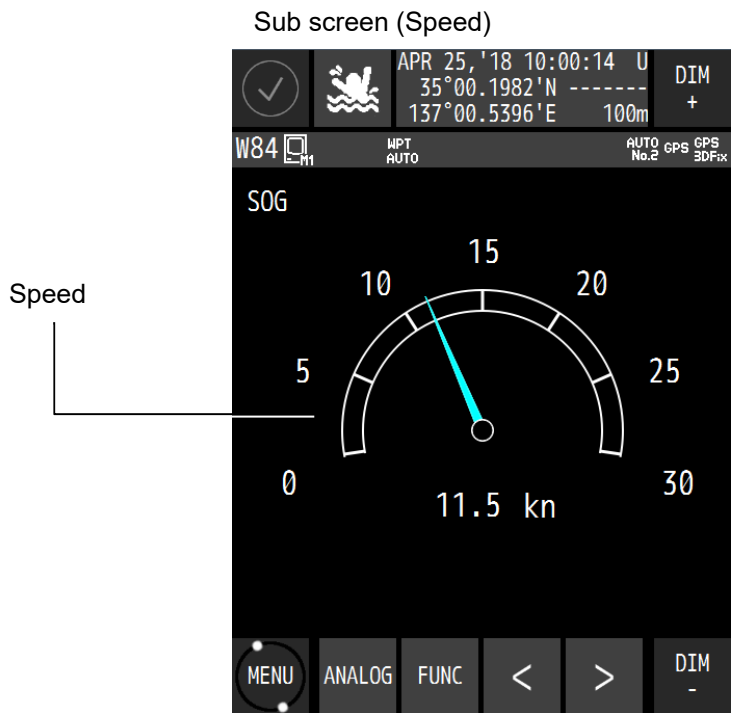 Sub screen (Speed)
APR 25,'18 10:00:14 U
35°00.1982'N -------
137°00.5396'E 100m
DIM
+
W84 M1 WPT AUTO AUTO No.2 GPS GPS 3DFix
SOG
15
10 20
Speed
5 25
0 30
11.5 kn
MENU ANALOG FUNC < > DIM
-